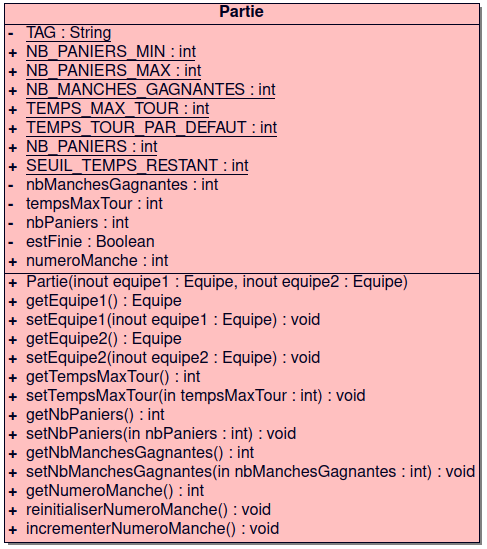 Partie
- TAG : String
+ NB_PANIERS_MIN : int
+ NB_PANIERS_MAX : int
+ NB_MANCHES_GAGNANTES : int
+ TEMPS_MAX_TOUR : int
+ TEMPS_TOUR_PAR_DEFAUT : int
+ NB_PANIERS : int
+ SEUIL_TEMPS_RESTANT : int
- nbManchesGagnantes : int
- tempsMaxTour : int
- nbPaniers : int
- estFinie : Boolean
+ numeroManche : int
+ Partie(inout equipe1 : Equipe, inout equipe2 : Equipe)
+ getEquipe1() : Equipe
+ setEquipe1(inout equipe1 : Equipe) : void
+ getEquipe2() : Equipe
+ setEquipe2(inout equipe2 : Equipe) : void
+ getTempsMaxTour() : int
+ setTempsMaxTour(in tempsMaxTour : int) : void
+ getNbPaniers() : int
+ setNbPaniers(in nbPaniers : int) : void
+ getNbManchesGagnantes() : int
+ setNbManchesGagnantes(in nbManchesGagnantes : int) : void
+ getNumeroManche() : int
+ reinitialiserNumeroManche() : void
+ incrementerNumeroManche() : void